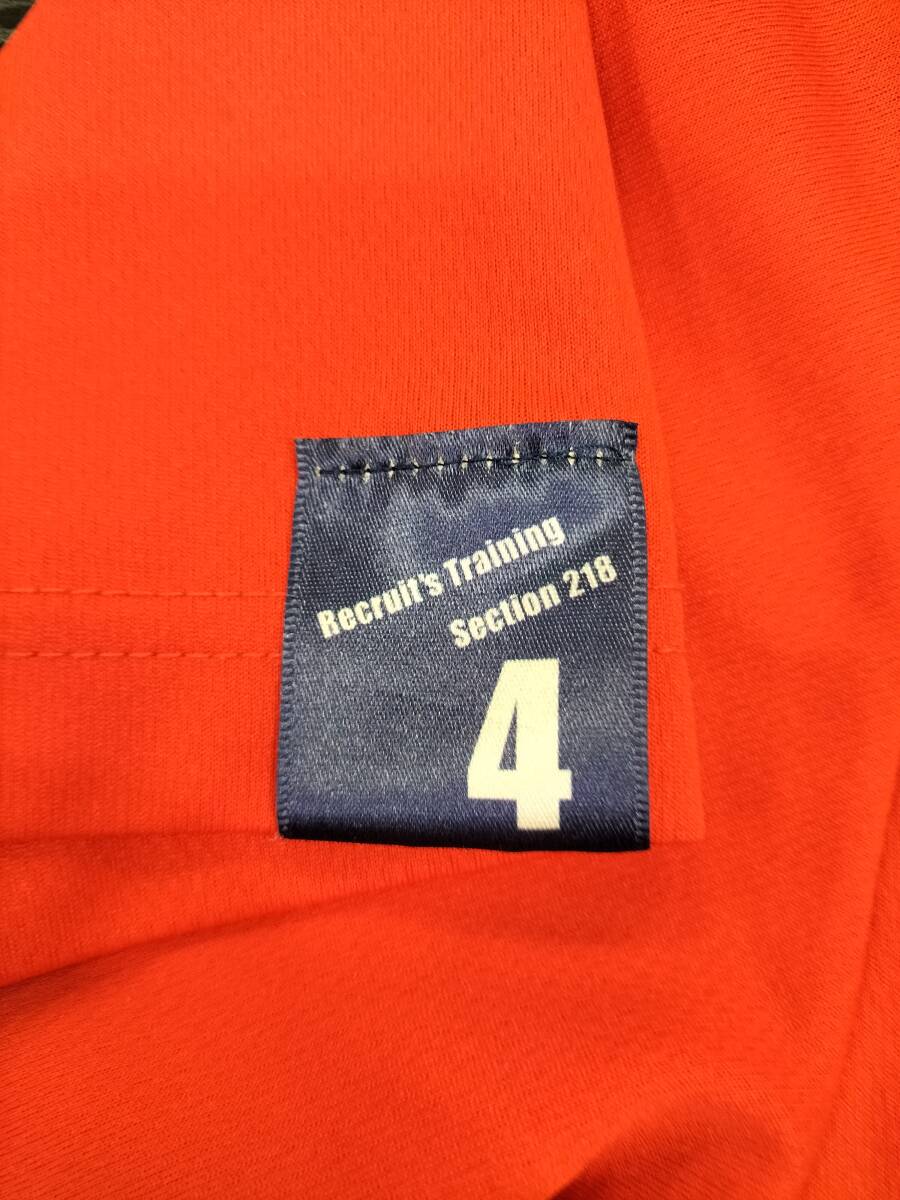 Recruit's Training
Section 218
4